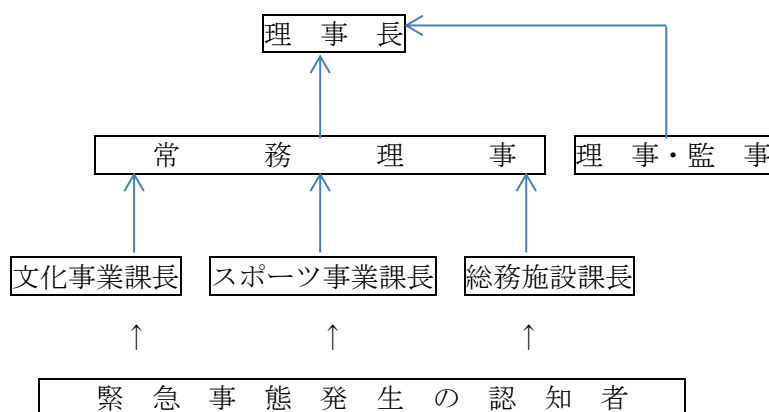 理 事 長
常 務 理 事 理 事・監 事
文化事業課長 スポーツ事業課長 総務施設課長
↑ ↑ ↑
緊 急 事 態 発 生 の 認 知 者